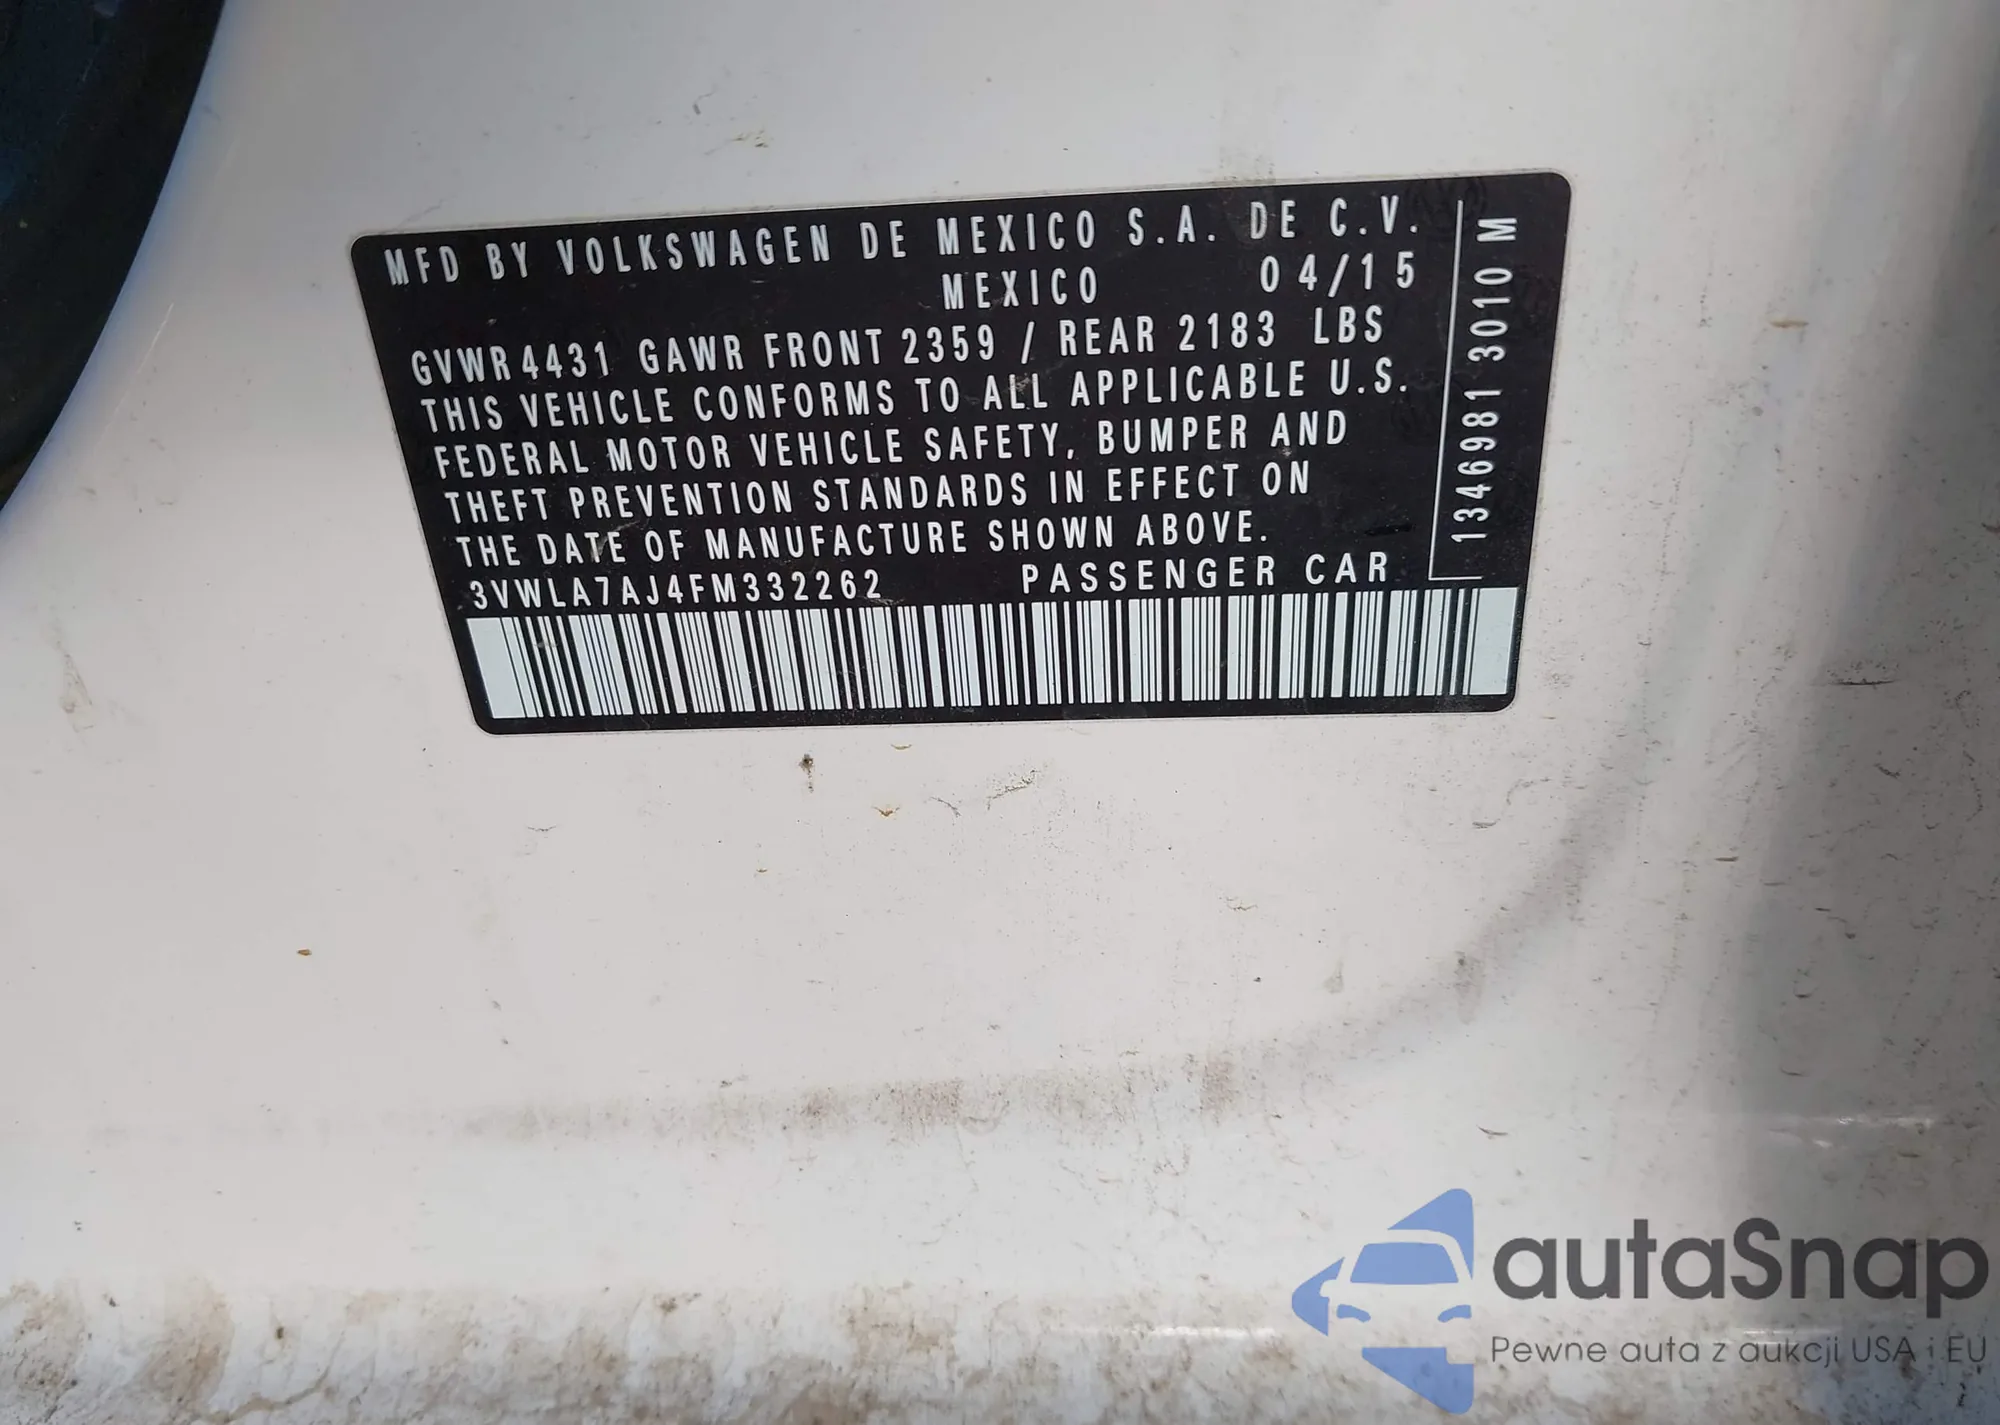 MFD BY VOLKSWAGEN DE MEXICO S.A. DE C.V.
MEXICO 04/15
GVWR 4431 GAWR FRONT 2359 / REAR 2183 LBS
THIS VEHICLE CONFORMS TO ALL APPLICABLE U.S.
FEDERAL MOTOR VEHICLE SAFETY, BUMPER AND
THEFT PREVENTION STANDARDS IN EFFECT ON
THE DATE OF MANUFACTURE SHOWN ABOVE.
3VWLA7AJ4FM332262 PASSENGER CAR
1346981 3010 M
autaSnap
Pewne auta z aukcji USA i EU